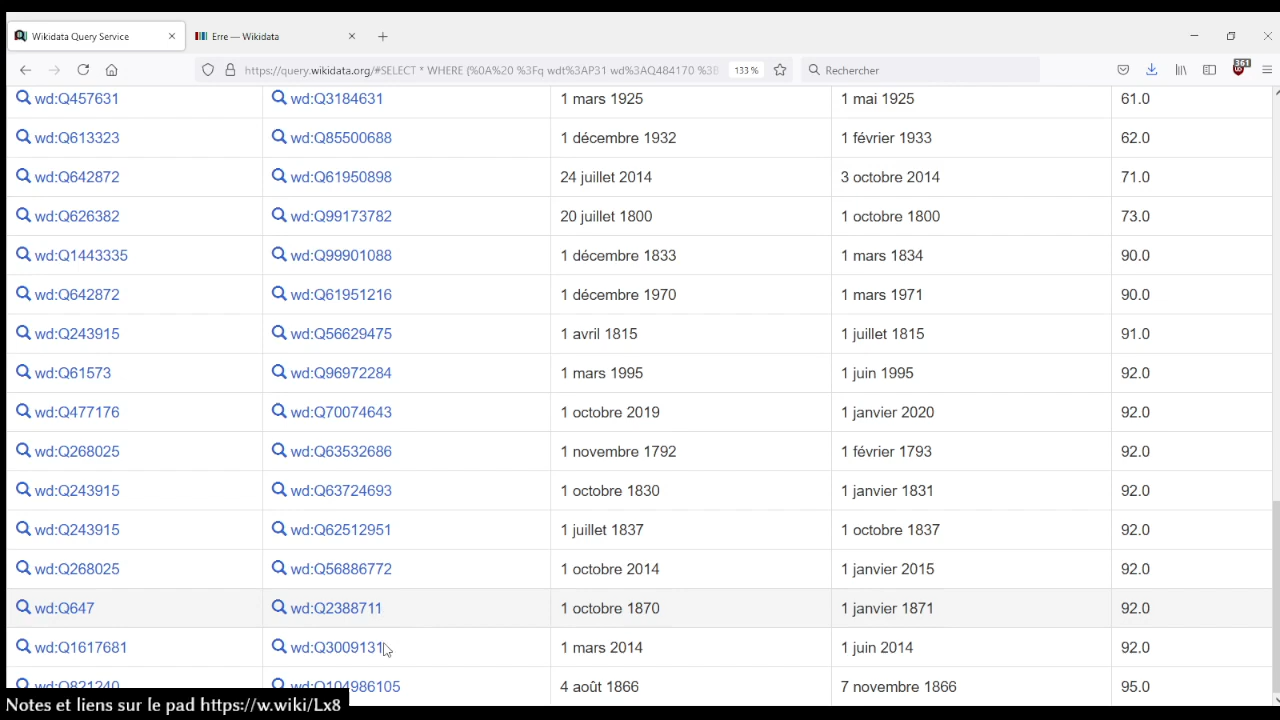 Wikidata Query Service
Erre — Wikidata
https://query.wikidata.org/#SELECT * WHERE {%0A%20 %3Fq wdt%3AP31 wd%3AQ484170 %3B
133 %
Rechercher
361
wd:Q457631 wd:Q3184631 1 mars 1925 1 mai 1925 61.0
wd:Q613323 wd:Q85500688 1 décembre 1932 1 février 1933 62.0
wd:Q642872 wd:Q61950898 24 juillet 2014 3 octobre 2014 71.0
wd:Q626382 wd:Q99173782 20 juillet 1800 1 octobre 1800 73.0
wd:Q1443335 wd:Q99901088 1 décembre 1833 1 mars 1834 90.0
wd:Q642872 wd:Q61951216 1 décembre 1970 1 mars 1971 90.0
wd:Q243915 wd:Q56629475 1 avril 1815 1 juillet 1815 91.0
wd:Q61573 wd:Q96972284 1 mars 1995 1 juin 1995 92.0
wd:Q477176 wd:Q70074643 1 octobre 2019 1 janvier 2020 92.0
wd:Q268025 wd:Q63532686 1 novembre 1792 1 février 1793 92.0
wd:Q243915 wd:Q63724693 1 octobre 1830 1 janvier 1831 92.0
wd:Q243915 wd:Q62512951 1 juillet 1837 1 octobre 1837 92.0
wd:Q268025 wd:Q56886772 1 octobre 2014 1 janvier 2015 92.0
wd:Q647 wd:Q2388711 1 octobre 1870 1 janvier 1871 92.0
wd:Q1617681 wd:Q3009131 1 mars 2014 1 juin 2014 92.0
wd:Q821240 wd:Q104986105 4 août 1866 7 novembre 1866 95.0
Notes et liens sur le pad https://w.wiki/Lx8